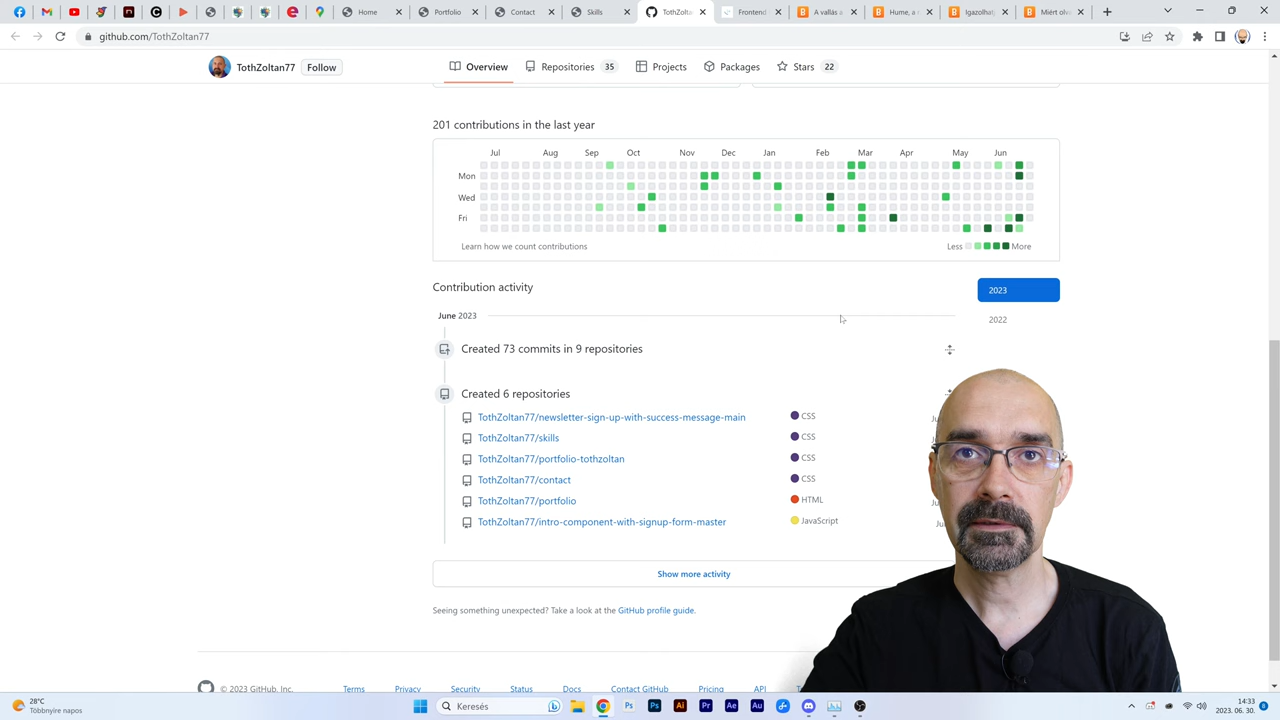 Home
Portfolio
Contact
Skills
TothZolta
Frontend
A vallás a
Hume, a
Igazolhat
Miért olve
github.com/TothZoltan77
TothZoltan77
Follow
Overview
Repositories 35
Projects
Packages
Stars 22
201 contributions in the last year
Jul Aug Sep Oct Nov Dec Jan Feb Mar Apr May Jun
Mon
Wed
Fri
Learn how we count contributions
Less More
Contribution activity
2023
June 2023
2022
Created 73 commits in 9 repositories
Created 6 repositories
TothZoltan77/newsletter-sign-up-with-success-message-main CSS
TothZoltan77/skills CSS
TothZoltan77/portfolio-tothzoltan CSS
TothZoltan77/contact CSS
TothZoltan77/portfolio HTML
TothZoltan77/intro-component-with-signup-form-master JavaScript
Show more activity
Seeing something unexpected? Take a look at the GitHub profile guide.
© 2023 GitHub, Inc. Terms Privacy Security Status Docs Contact GitHub Pricing API
28°C
Többnyire napos
Keresés
14:33
2023. 06. 30.